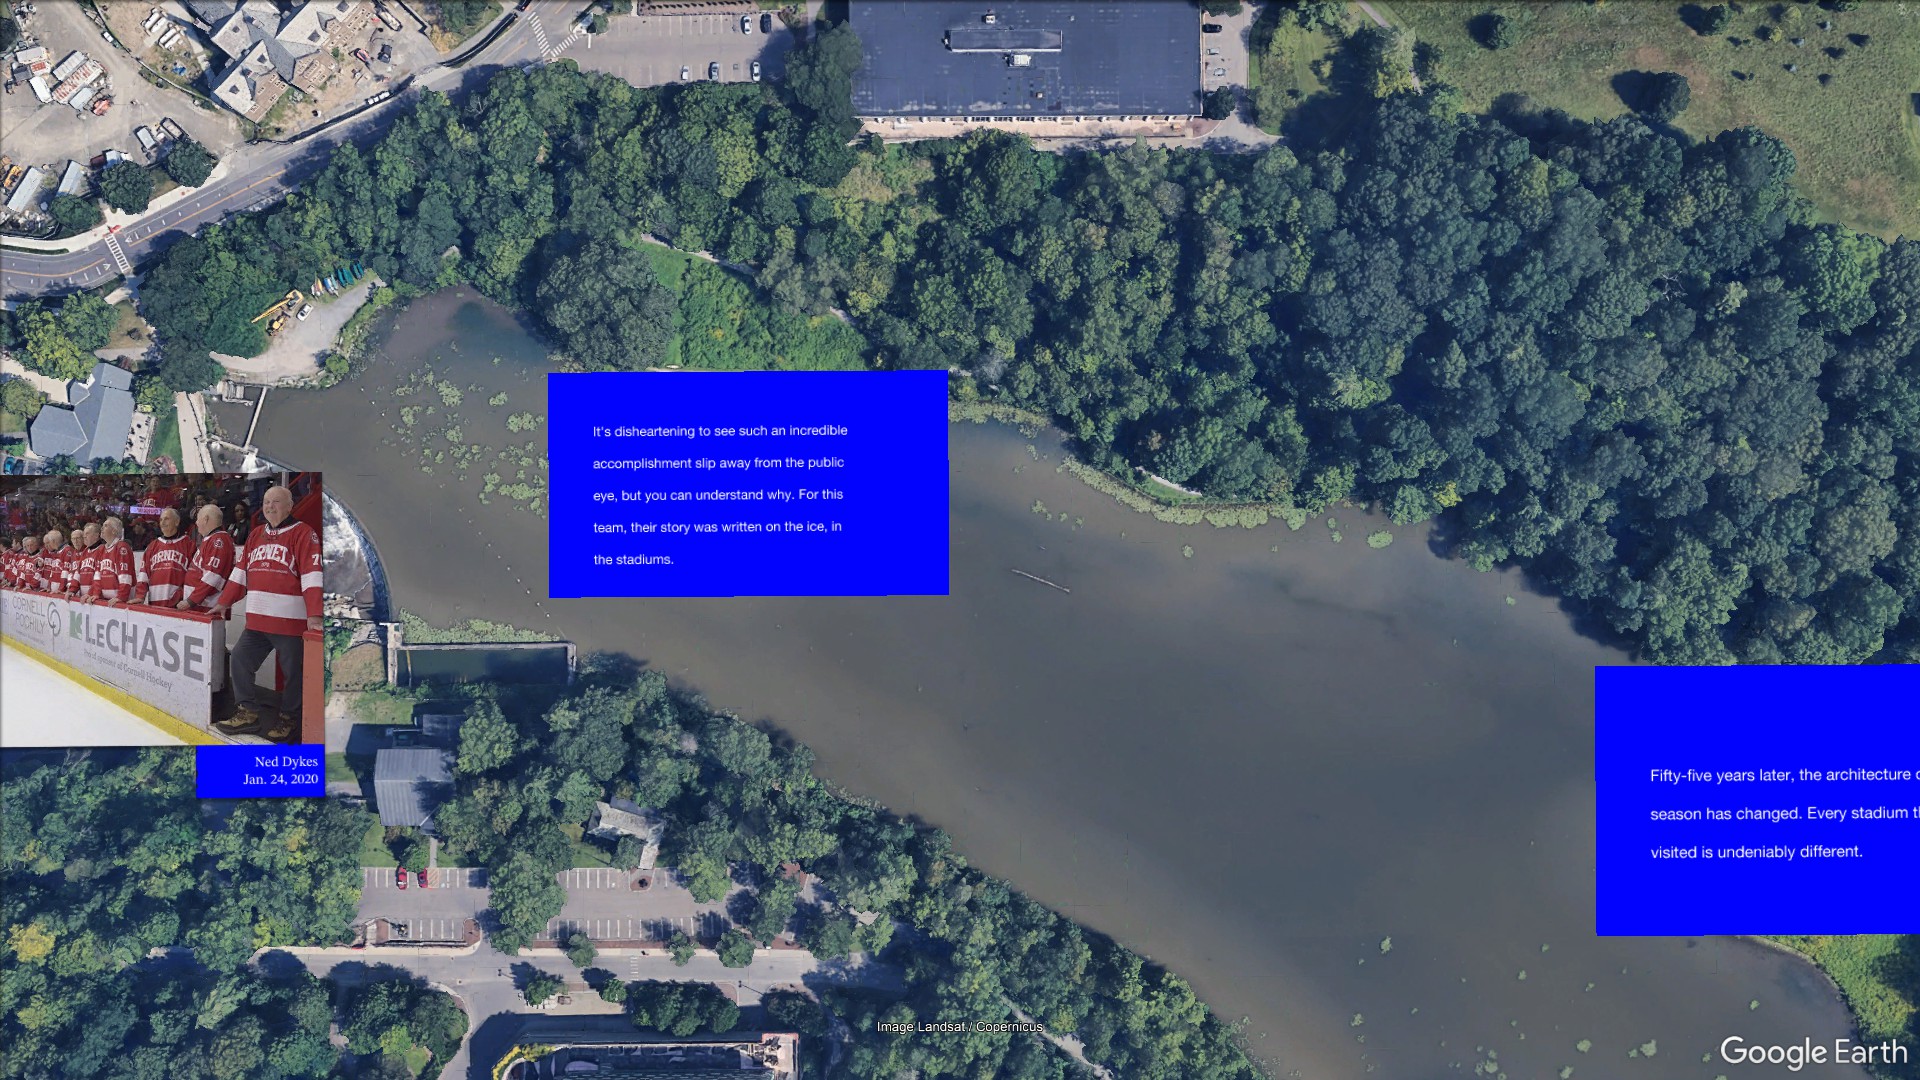 It's disheartening to see such an incredible
accomplishment slip away from the public
eye, but you can understand why. For this
team, their story was written on the ice, in
the stadiums.
CORNELL
10
CORNELL
LECHASE
Ned Dykes
Jan. 24, 2020
Fifty-five years later, the architecture
season has changed. Every stadium
visited is undeniably different.
Image Landsat / Copernicus
Google Earth